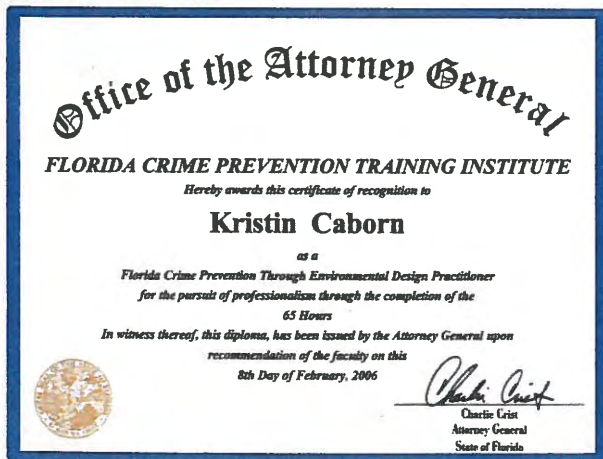 Office of the Attorney General
FLORIDA CRIME PREVENTION TRAINING INSTITUTE
Hereby awards this certificate of recognition to
Kristin Caborn
as a
Florida Crime Prevention Through Environmental Design Practitioner
for the pursuit of professionalism through the completion of the
65 Hours
In witness thereof, this diploma, has been issued by the Attorney General upon
recommendation of the faculty on this
8th Day of February, 2006
Charlie Crist
Charlie Crist
Attorney General
State of Florida